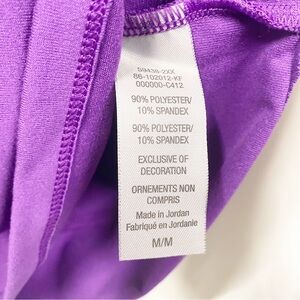 59438-2XX
86-102012-KF
000000-C412
90% POLYESTER/
10% SPANDEX
90% POLYESTER/
10% SPANDEX
EXCLUSIVE OF
DECORATION
ORNEMENTS NON
COMPRIS
Made in Jordan
Fabriqué en Jordanie
M/M